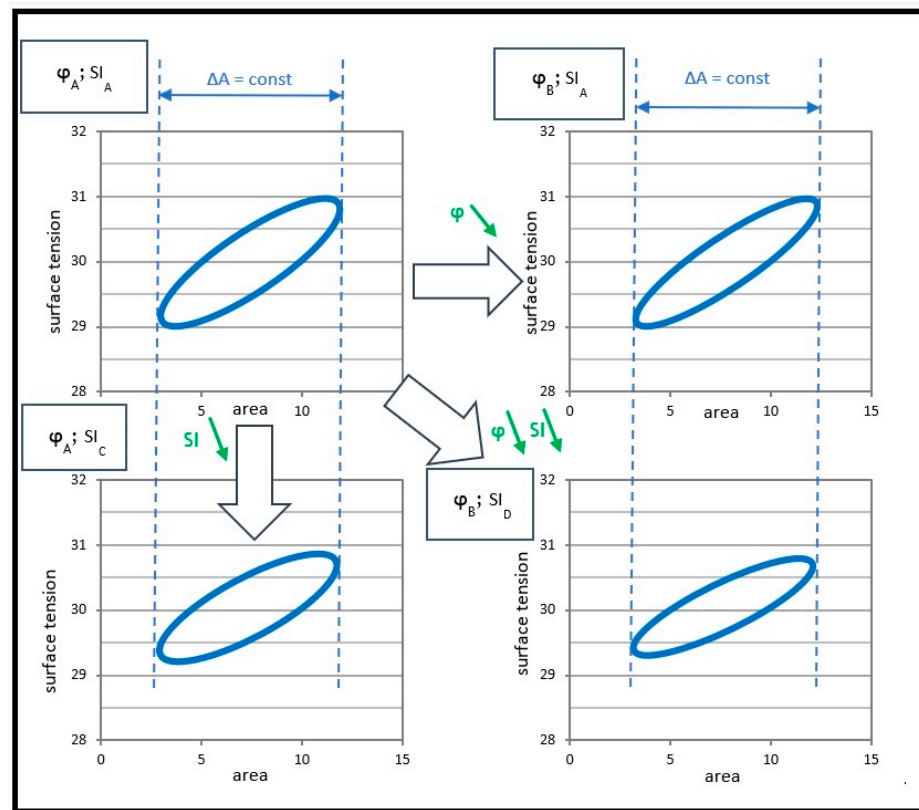 φA; SIA
ΔA = const
φB; SIA
ΔA = const
32
31
30
29
28
surface tension
5
10
area
φ
32
31
30
29
28
surface tension
0
5
10
15
area
φA; SIC
SI
φ SI
φB; SID
32
31
30
29
28
surface tension
0
5
10
15
area
32
31
30
29
28
surface tension
0
5
10
15
area